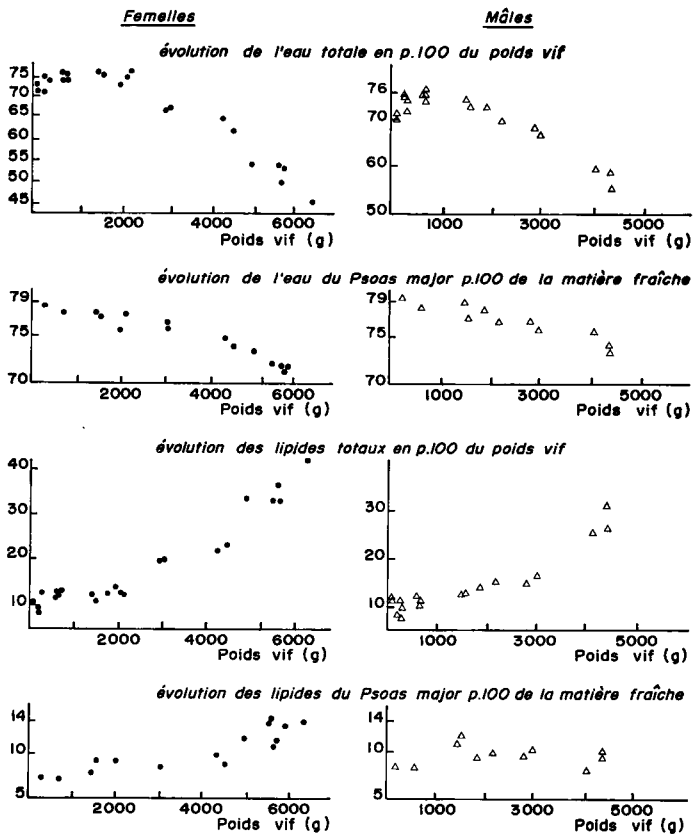 Femelles Mâles
évolution de l'eau totale en p.100 du poids vif
75
70
65
60
55
50
45
2000 4000 6000
Poids vif (g)
76
70
60
50
1000 3000 5000
Poids vif (g)
évolution de l'eau du Psoas major p.100 de la matière fraîche
79
75
70
2000 4000 6000
Poids vif (g)
79
75
70
1000 3000 5000
Poids vif (g)
évolution des lipides totaux en p.100 du poids vif
40
30
20
10
2000 4000 6000
Poids vif (g)
30
20
10
1000 3000 5000
Poids vif (g)
évolution des lipides du Psoas major p.100 de la matière fraîche
14
10
5
2000 4000 6000
Poids vif (g)
14
10
5
1000 3000 5000
Poids vif (g)